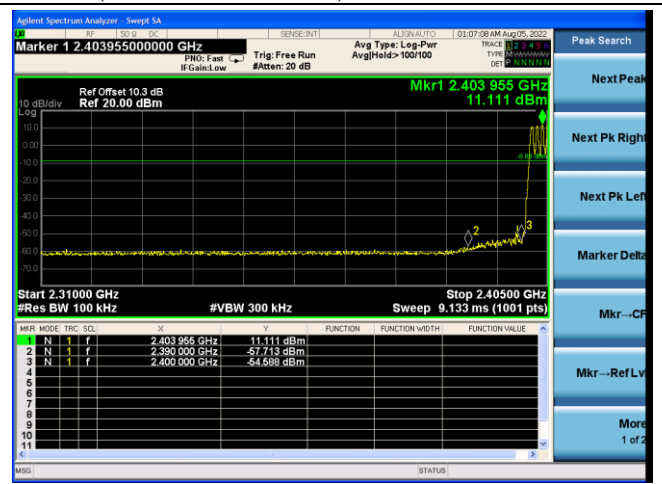 Agilent Spectrum Analyzer - Swept SA
RF 50 Ω DC SENSE:INT ALIGN AUTO 01:07:08 AM Aug 05, 2022
Marker 1 2.403955000000 GHz
PNO: Fast
IFGain:Low
Trig: Free Run
#Atten: 20 dB
Avg Type: Log-Pwr
Avg|Hold:>100/100
TRACE 1 2 3 4 5 6
TYPE M
DET P N N N N N
Peak Search
Next Peak
Next Pk Right
Next Pk Left
Marker Delta
Mkr→CF
Mkr→Ref Lvl
More
1 of 2
Ref Offset 10.3 dB
10 dB/div Ref 20.00 dBm
Log
Mkr1 2.403 955 GHz
11.111 dBm
10.0
0.00
-10.0
-20.0
-30.0
-40.0
-50.0
-60.0
-70.0
2
3
Start 2.31000 GHz
#Res BW 100 kHz
#VBW 300 kHz
Stop 2.40500 GHz
Sweep 9.133 ms (1001 pts)
MKR MODE TRC SCL X Y FUNCTION FUNCTION WIDTH FUNCTION VALUE
1 N 1 f 2.403 955 GHz 11.111 dBm
2 N 1 f 2.390 000 GHz -57.713 dBm
3 N 1 f 2.400 000 GHz -54.588 dBm
4
5
6
7
8
9
10
11
MSG STATUS